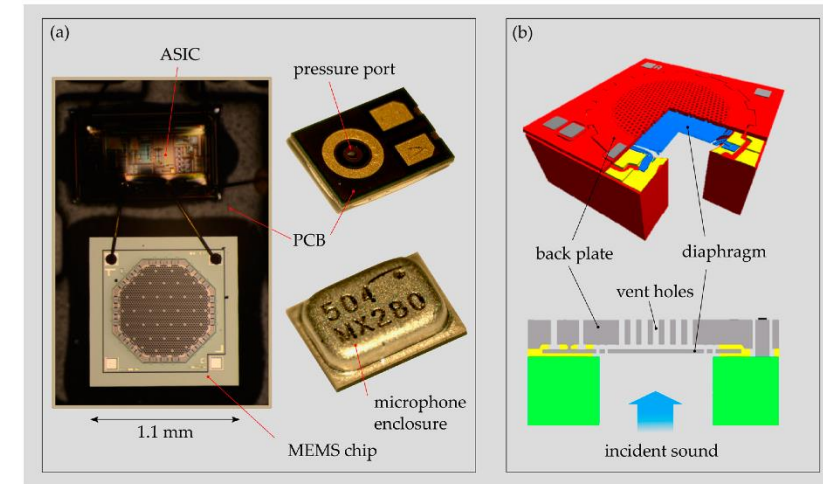 (a)
ASIC
pressure port
PCB
504
MX280
microphone
enclosure
1.1 mm
MEMS chip
(b)
back plate
diaphragm
vent holes
incident sound